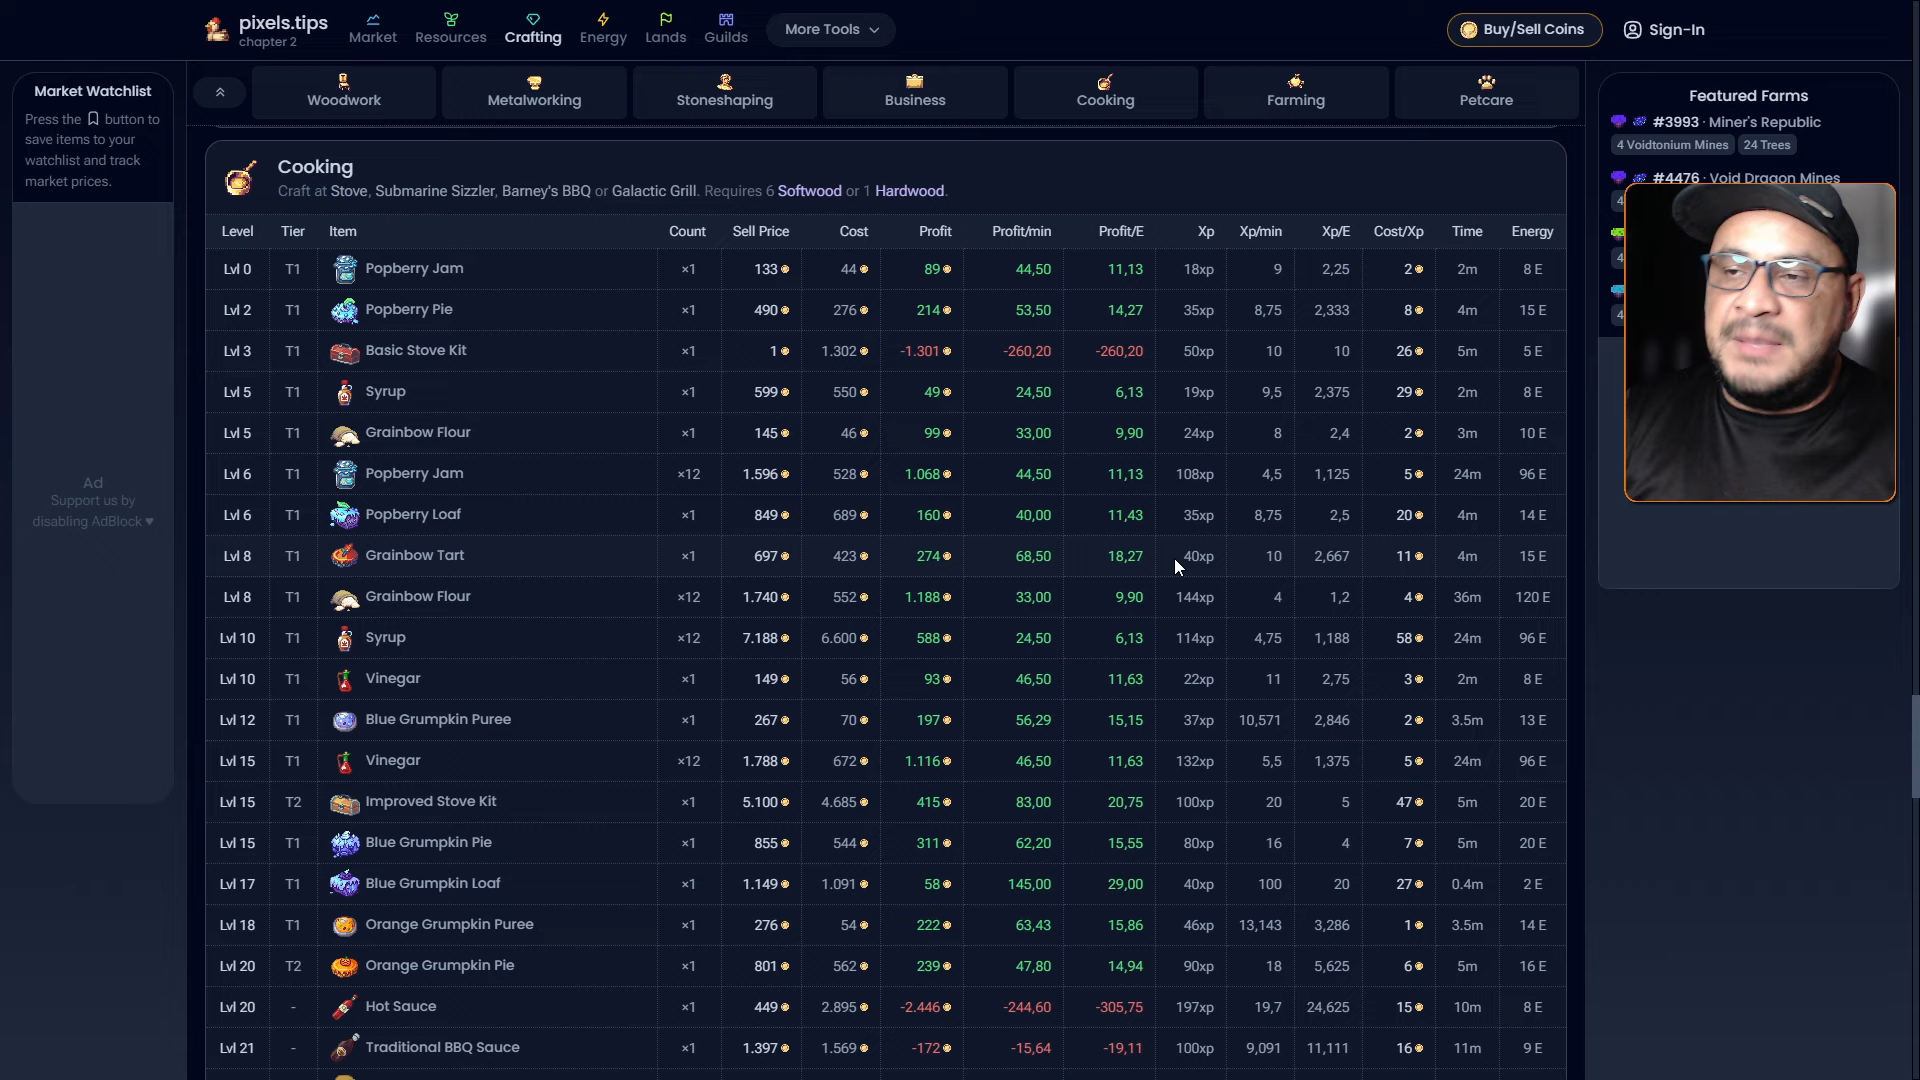 pixels.tips
chapter 2
Market
Resources
Crafting
Energy
Lands
Guilds
More Tools
Buy/Sell Coins
Sign-In
Market Watchlist
Press the button to
save items to your
watchlist and track
market prices.
Ad
Support us by
disabling AdBlock ♥
Woodwork
Metalworking
Stoneshaping
Business
Cooking
Farming
Petcare
Featured Farms
#3993 · Miner's Republic
4 Voidtonium Mines 24 Trees
#4476 · Void Dragon Mines
Cooking
Craft at Stove, Submarine Sizzler, Barney's BBQ or Galactic Grill. Requires 6 Softwood or 1 Hardwood.
Level Tier Item Count Sell Price Cost Profit Profit/min Profit/E Xp Xp/min Xp/E Cost/Xp Time Energy
Lvl 0 T1 Popberry Jam ×1 133 44 89 44,50 11,13 18xp 9 2,25 2 2m 8 E
Lvl 2 T1 Popberry Pie ×1 490 276 214 53,50 14,27 35xp 8,75 2,333 8 4m 15 E
Lvl 3 T1 Basic Stove Kit ×1 1 1.302 -1.301 -260,20 -260,20 50xp 10 10 26 5m 5 E
Lvl 5 T1 Syrup ×1 599 550 49 24,50 6,13 19xp 9,5 2,375 29 2m 8 E
Lvl 5 T1 Grainbow Flour ×1 145 46 99 33,00 9,90 24xp 8 2,4 2 3m 10 E
Lvl 6 T1 Popberry Jam ×12 1.596 528 1.068 44,50 11,13 108xp 4,5 1,125 5 24m 96 E
Lvl 6 T1 Popberry Loaf ×1 849 689 160 40,00 11,43 35xp 8,75 2,5 20 4m 14 E
Lvl 8 T1 Grainbow Tart ×1 697 423 274 68,50 18,27 40xp 10 2,667 11 4m 15 E
Lvl 8 T1 Grainbow Flour ×12 1.740 552 1.188 33,00 9,90 144xp 4 1,2 4 36m 120 E
Lvl 10 T1 Syrup ×12 7.188 6.600 588 24,50 6,13 114xp 4,75 1,188 58 24m 96 E
Lvl 10 T1 Vinegar ×1 149 56 93 46,50 11,63 22xp 11 2,75 3 2m 8 E
Lvl 12 T1 Blue Grumpkin Puree ×1 267 70 197 56,29 15,15 37xp 10,571 2,846 2 3.5m 13 E
Lvl 15 T1 Vinegar ×12 1.788 672 1.116 46,50 11,63 132xp 5,5 1,375 5 24m 96 E
Lvl 15 T2 Improved Stove Kit ×1 5.100 4.685 415 83,00 20,75 100xp 20 5 47 5m 20 E
Lvl 15 T1 Blue Grumpkin Pie ×1 855 544 311 62,20 15,55 80xp 16 4 7 5m 20 E
Lvl 17 T1 Blue Grumpkin Loaf ×1 1.149 1.091 58 145,00 29,00 40xp 100 20 27 0.4m 2 E
Lvl 18 T1 Orange Grumpkin Puree ×1 276 54 222 63,43 15,86 46xp 13,143 3,286 1 3.5m 14 E
Lvl 20 T2 Orange Grumpkin Pie ×1 801 562 239 47,80 14,94 90xp 18 5,625 6 5m 16 E
Lvl 20 - Hot Sauce ×1 449 2.895 -2.446 -244,60 -305,75 197xp 19,7 24,625 15 10m 8 E
Lvl 21 - Traditional BBQ Sauce ×1 1.397 1.569 -172 -15,64 -19,11 100xp 9,091 11,111 16 11m 9 E